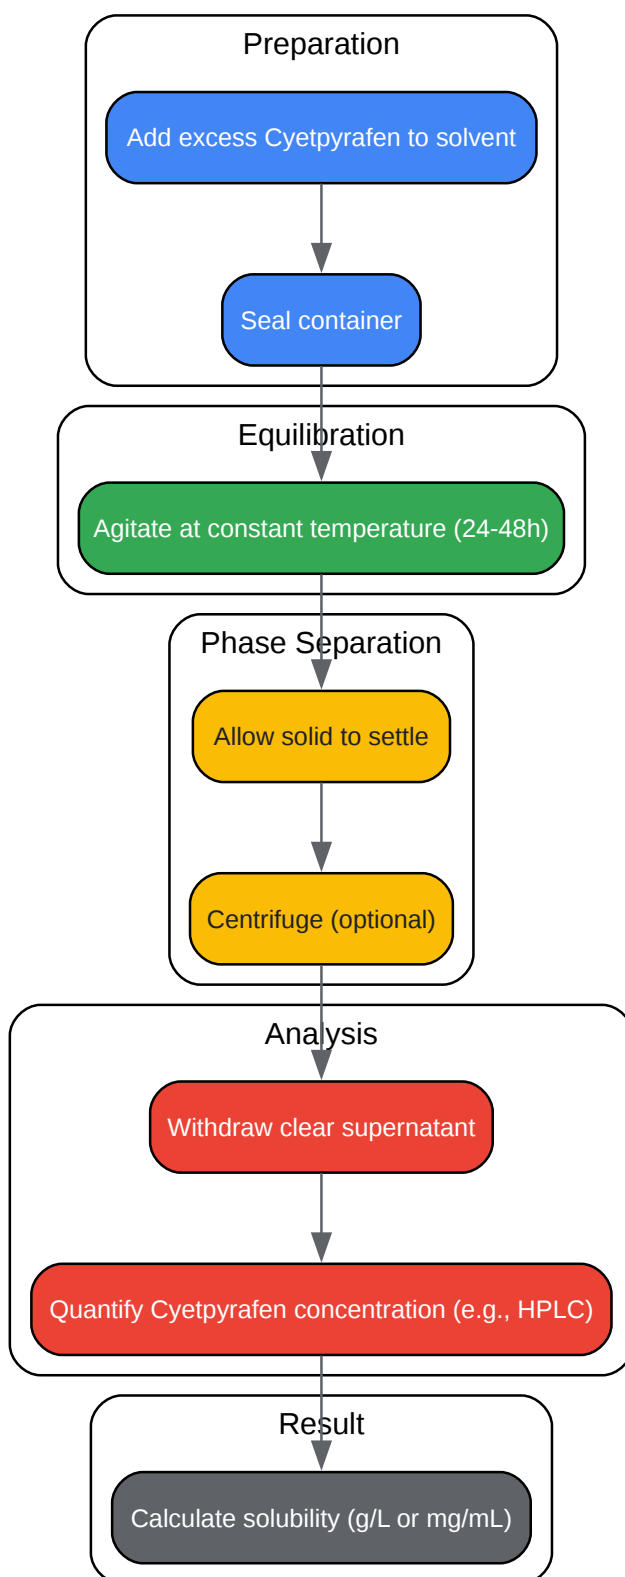 Preparation
Add excess Cyetpyrafen to solvent
Seal container
Equilibration
Agitate at constant temperature (24-48h)
Phase Separation
Allow solid to settle
Centrifuge (optional)
Analysis
Withdraw clear supernatant
Quantify Cyetpyrafen concentration (e.g., HPLC)
Result
Calculate solubility (g/L or mg/mL)